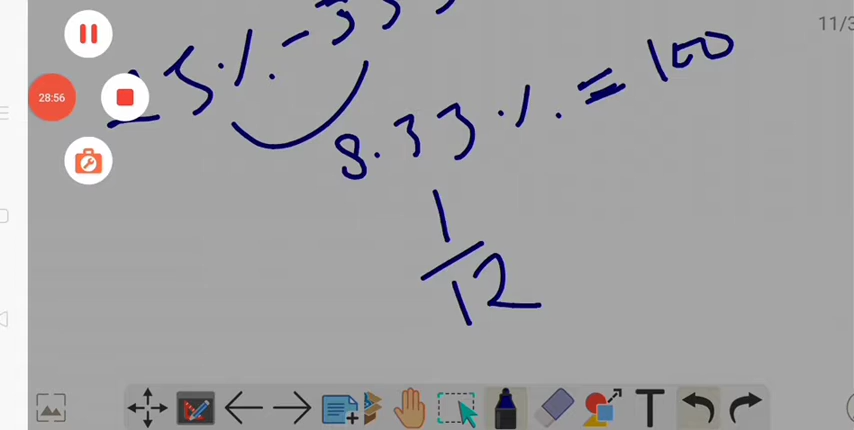 11/3
28:56
25% - 33
8.33% = 100
1
12
T